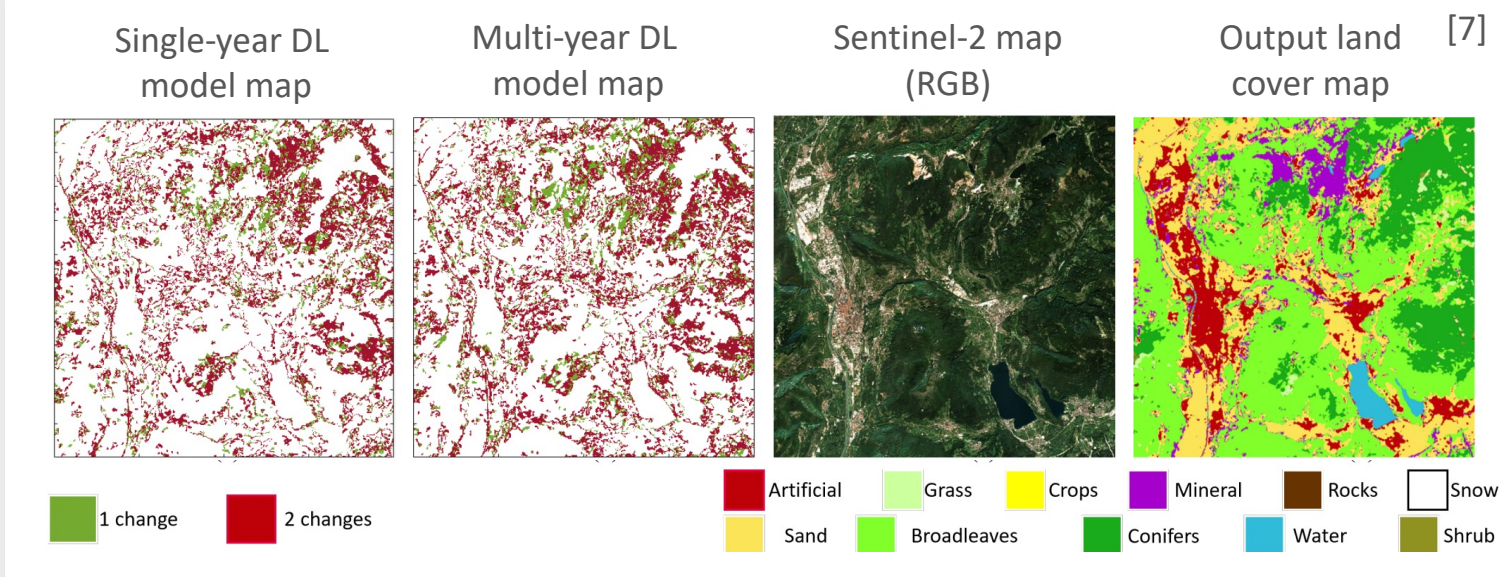 Single-year DL
model map
Multi-year DL
model map
Sentinel-2 map
(RGB)
Output land
cover map
[7]
1 change
2 changes
Artificial
Grass
Crops
Mineral
Rocks
Snow
Sand
Broadleaves
Conifers
Water
Shrub